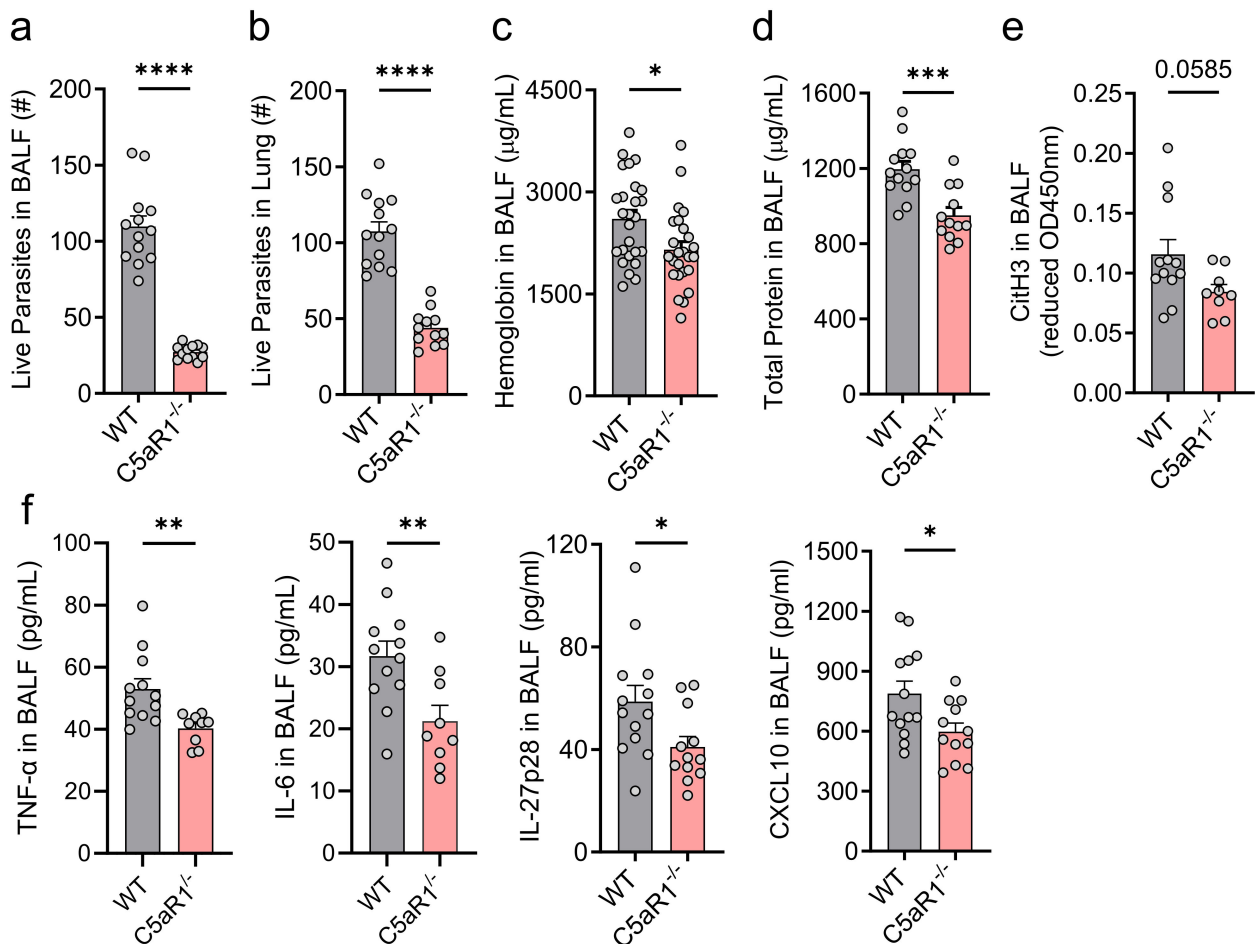 a
Live Parasites in BALF (#)
200
150
100
50
0
****
WT
C5aR1-/-
b
Live Parasites in Lung (#)
200
150
100
50
0
****
WT
C5aR1-/-
c
Hemoglobin in BALF (μg/mL)
4500
3000
1500
0
*
WT
C5aR1-/-
d
Total Protein in BALF (μg/mL)
1600
1200
800
400
0
***
WT
C5aR1-/-
e
CitH3 in BALF
(reduced OD450nm)
0.25
0.20
0.15
0.10
0.05
0.00
0.0585
WT
C5aR1-/-
f
TNF-α in BALF (pg/mL)
100
80
60
40
20
0
**
WT
C5aR1/-
IL-6 in BALF (pg/mL)
50
40
30
20
10
0
**
WT
C5aR1/-
IL-27p28 in BALF (pg/ml)
120
80
40
0
*
WT
C5aR1-/-
CXCL10 in BALF (pg/ml)
1500
1200
900
600
300
0
*
WT
C5aR1-/-